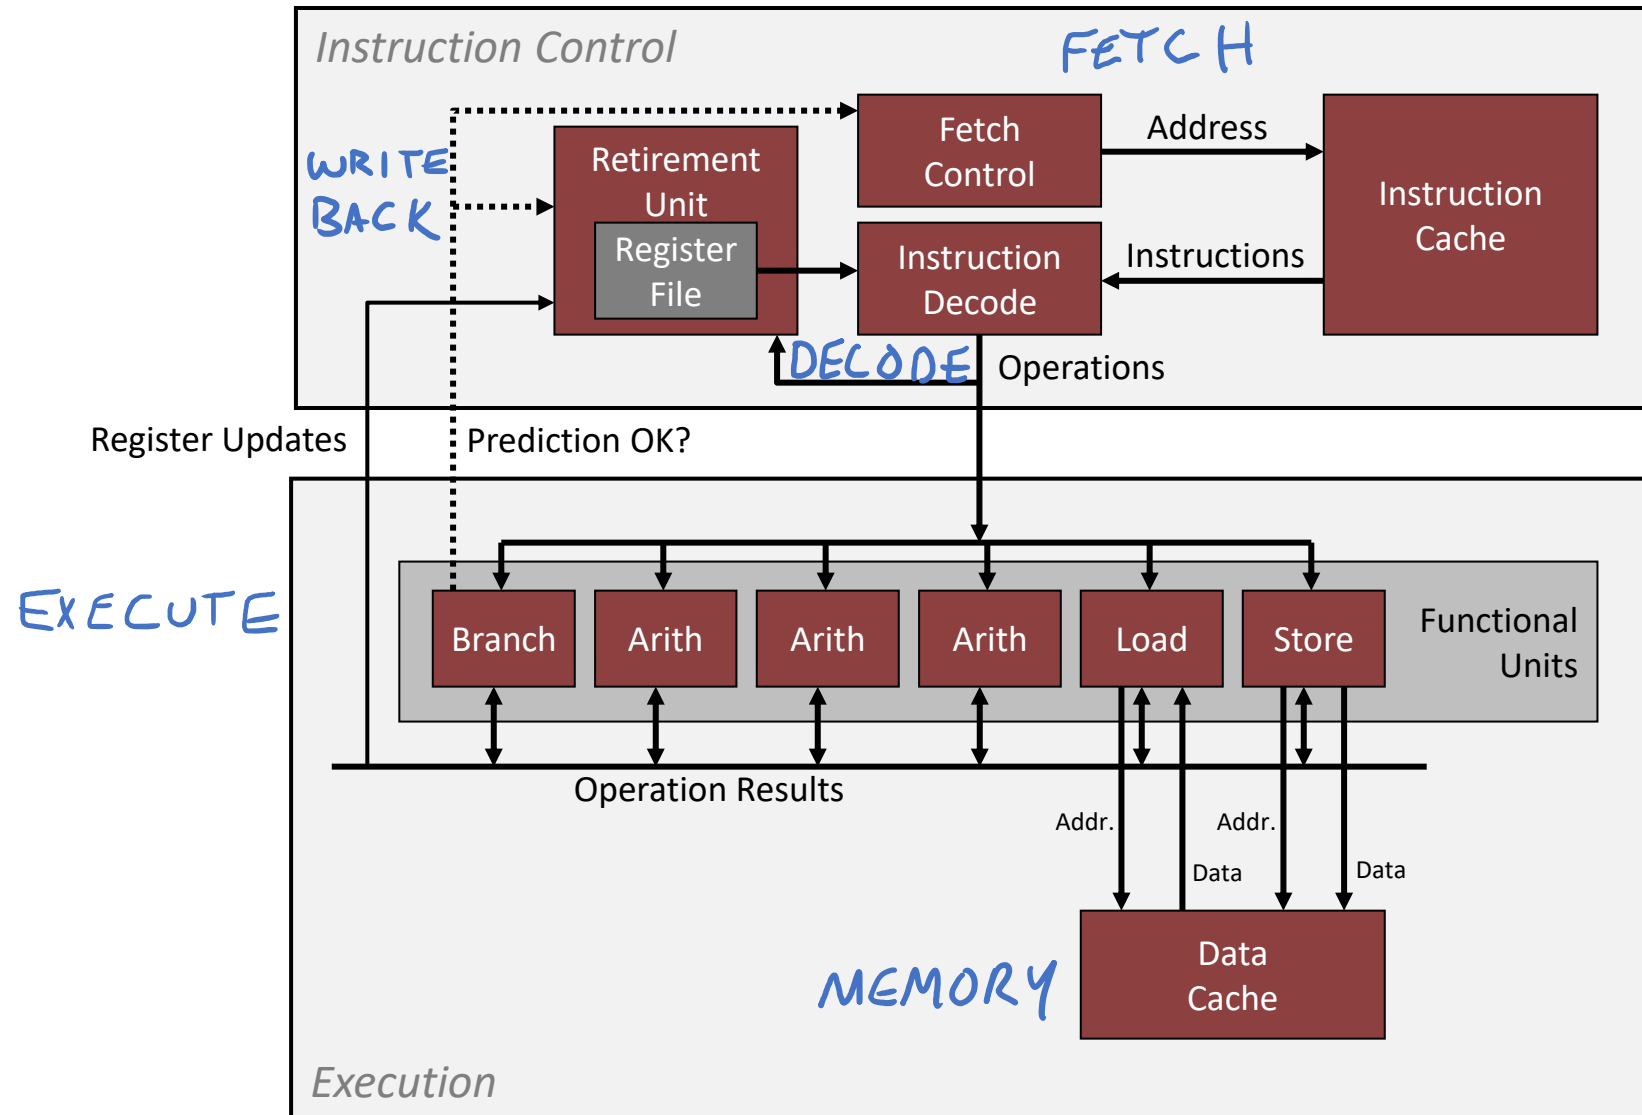 Instruction Control
FETCH
Fetch
Control
Address
Retirement
Unit
Register
File
WRITE
BACK
Instruction
Cache
Instruction
Decode
Instructions
DECODE
Operations
Register Updates
Prediction OK?
EXECUTE
Branch
Arith
Arith
Arith
Load
Store
Functional
Units
Operation Results
Addr.
Addr.
Data
Data
MEMORY
Data
Cache
Execution